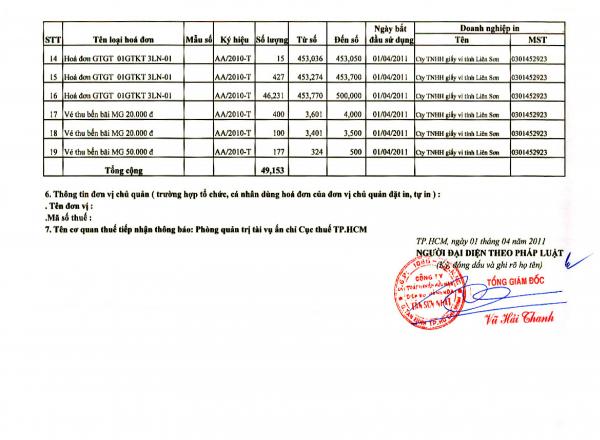 STT Tên loại hoá đơn Mẫu số Ký hiệu Số lượng Từ số Đến số Ngày bắt đầu sử dụng Doanh nghiệp in
Tên MST
14 Hoá đơn GTGT 01GTKT 3LN-01 AA/2010-T 15 453,036 453,050 01/04/2011 Cty TNHH giấy vi tính Liên Sơn 0301452923
15 Hoá đơn GTGT 01GTKT 3LN-01 AA/2010-T 427 453,274 453,700 01/04/2011 Cty TNHH giấy vi tính Liên Sơn 0301452923
16 Hoá đơn GTGT 01GTKT 3LN-01 AA/2010-T 46,231 453,770 500,000 01/04/2011 Cty TNHH giấy vi tính Liên Sơn 0301452923
17 Vé thu bến bãi MG 20.000 đ AA/2010-T 400 3,601 4,000 01/04/2011 Cty TNHH giấy vi tính Liên Sơn 0301452923
18 Vé thu bến bãi MG 20.000 đ AA/2010-T 100 3,401 3,500 01/04/2011 Cty TNHH giấy vi tính Liên Sơn 0301452923
19 Vé thu bến bãi MG 50.000 đ AA/2010-T 177 324 500 01/04/2011 Cty TNHH giấy vi tính Liên Sơn 0301452923
Tổng cộng 49,153
6. Thông tin đơn vị chủ quản ( trường hợp tổ chức, cá nhân dùng hoá đơn của đơn vị chủ quản đặt in, tự in ) :
. Tên đơn vị :
.Mã số thuế :
7. Tên cơ quan thuế tiếp nhận thông báo: Phòng quản trị tài vụ ấn chỉ Cục thuế TP.HCM
TP.HCM, ngày 01 tháng 04 năm 2011
NGƯỜI ĐẠI DIỆN THEO PHÁP LUẬT
(Ký, đóng dấu và ghi rõ họ tên)
TỔNG GIÁM ĐỐC
CÔNG TY
TÂN SƠN NHẤT
Vũ Hải Thanh